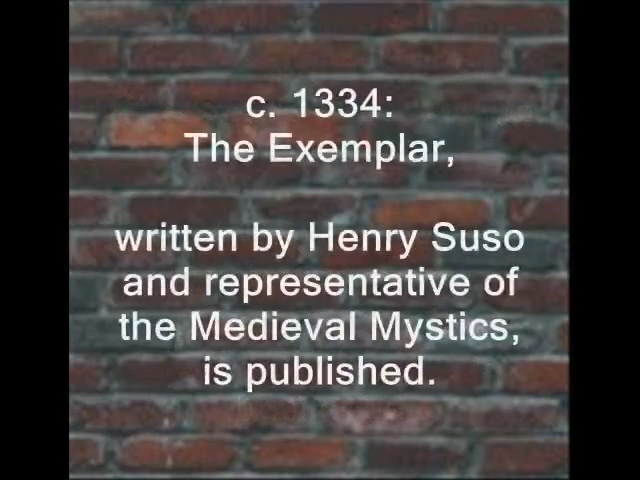 c. 1334:
The Exemplar,
written by Henry Suso
and representative of
the Medieval Mystics,
is published.